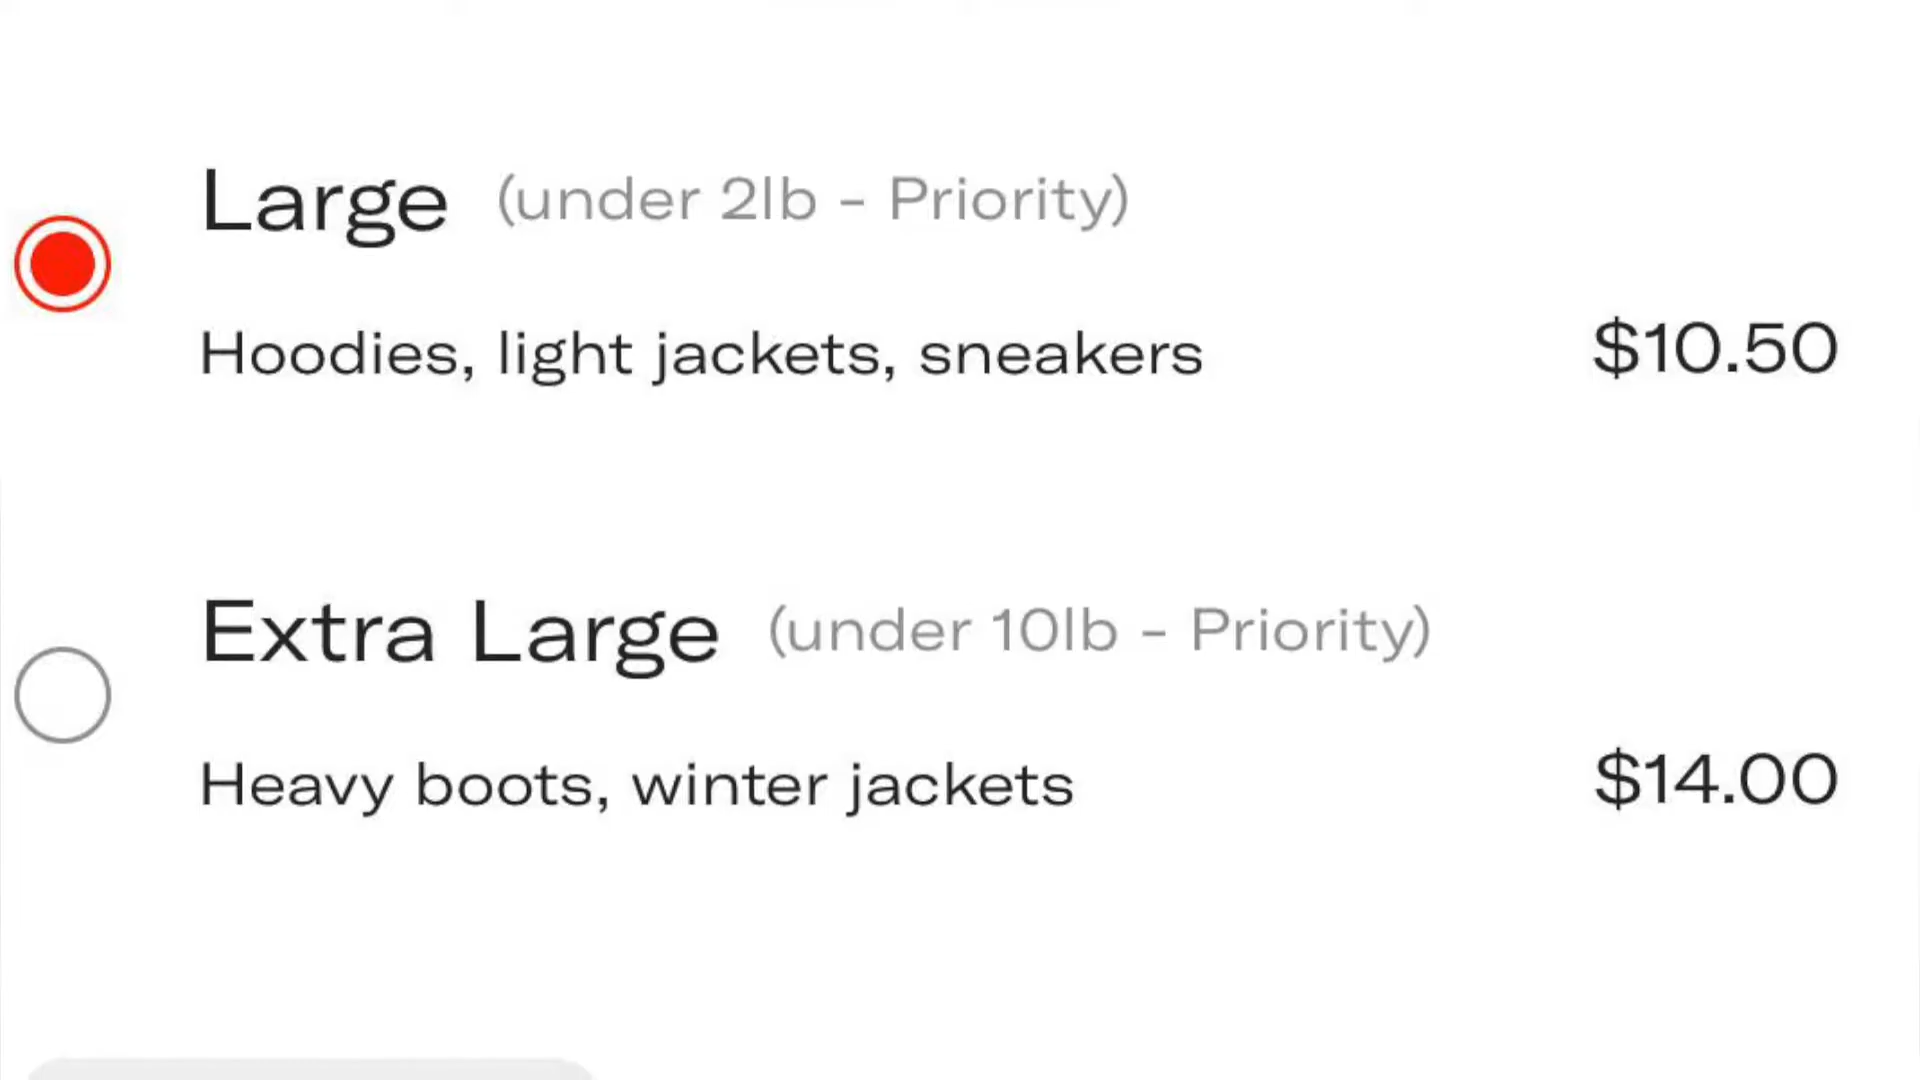 Large (under 2lb - Priority)
Hoodies, light jackets, sneakers $10.50
Extra Large (under 10lb - Priority)
Heavy boots, winter jackets $14.00